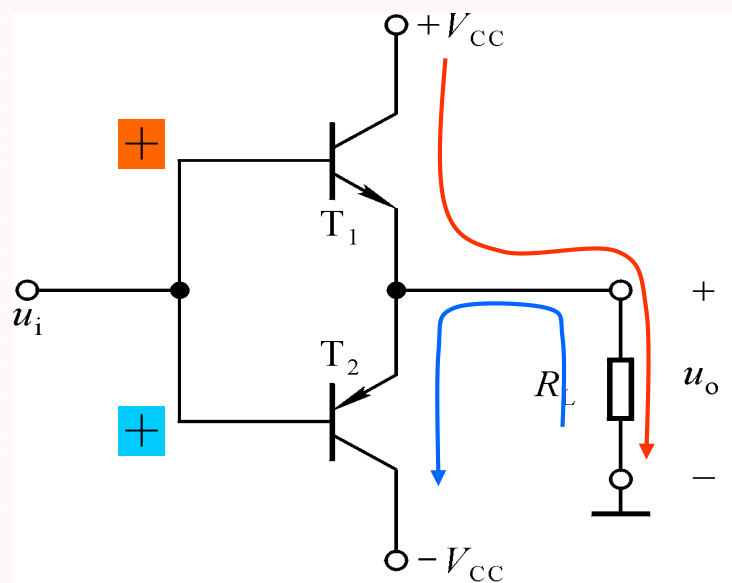 +V_CC
+
T_1
u_i
+
T_2
R_L
u_o
+
−
−V_CC